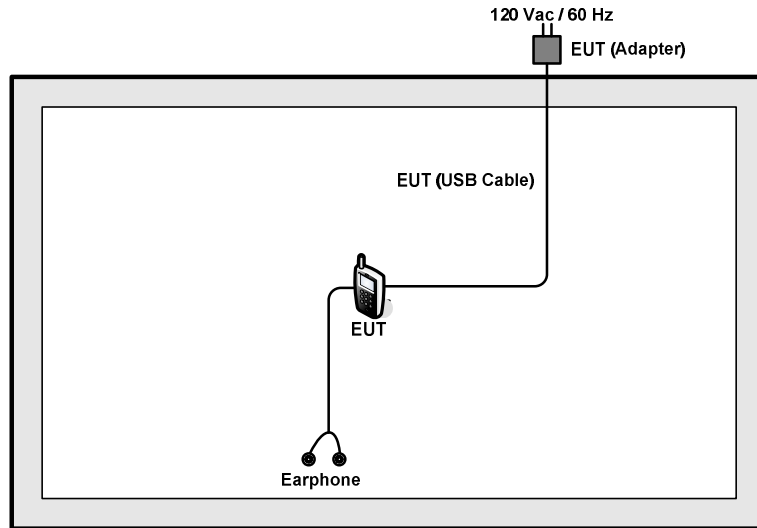 120 Vac / 60 Hz
EUT (Adapter)
EUT (USB Cable)
EUT
Earphone